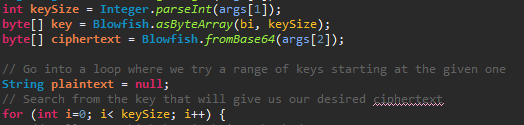 int keySize = Integer.parseInt(args[1]);
byte[] key = Blowfish.asByteArray(bi, keySize);
byte[] ciphertext = Blowfish.fromBase64(args[2]);
// Go into a loop where we try a range of keys starting at the given one
String plaintext = null;
// Search from the key that will give us our desired ciphertext
for (int i=0; i< keySize; i++) {